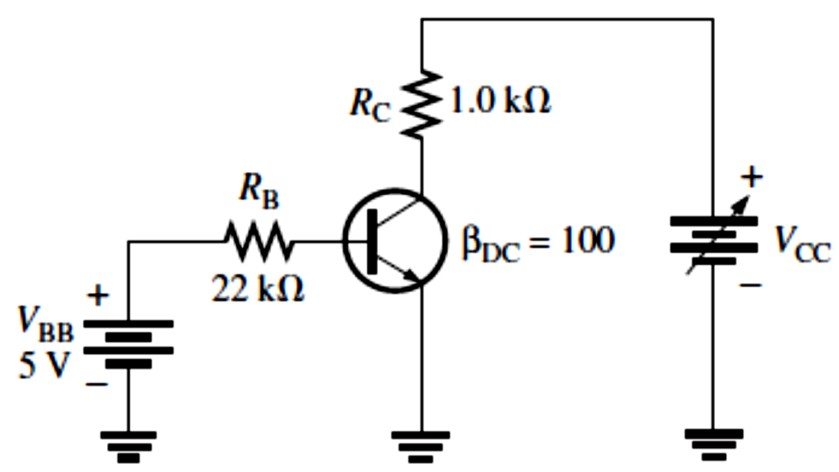 R_C 1.0 kΩ
R_B
22 kΩ
β_DC = 100
+
V_CC
−
+
V_BB
5 V
−